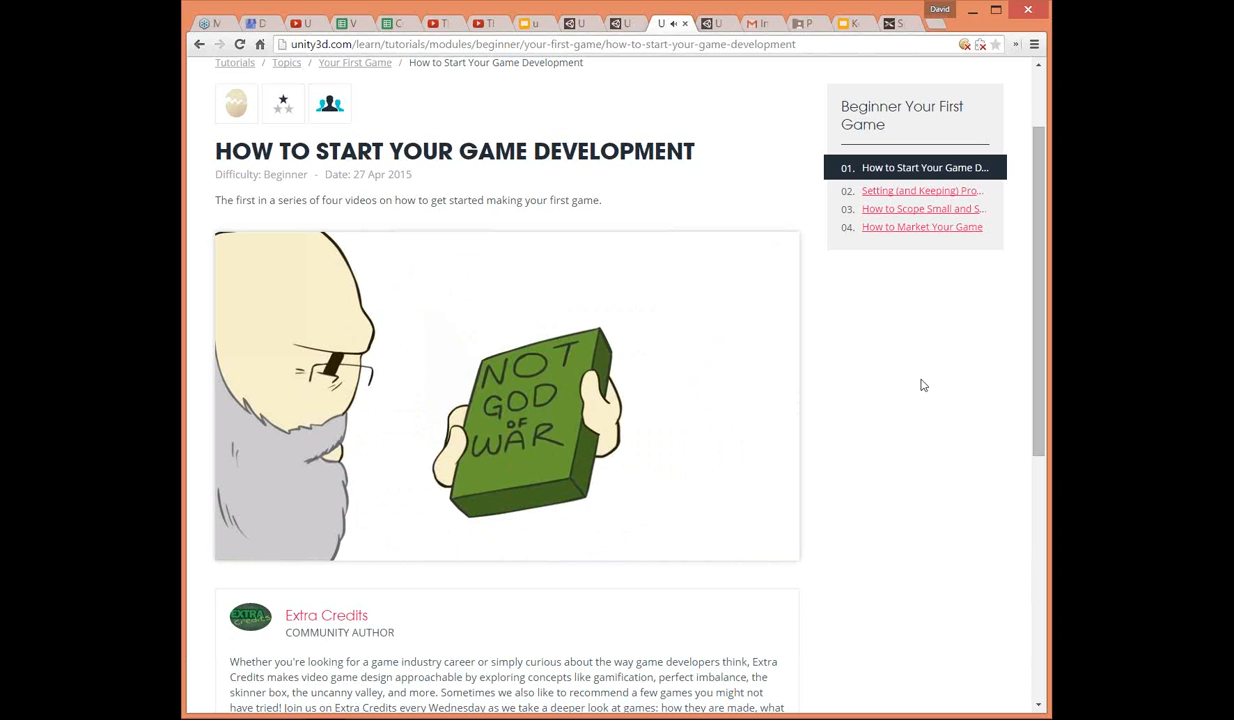 David
M
D
U
V
C
T
T
u
U
U
U
U
In
P
K
S
unity3d.com/learn/tutorials/modules/beginner/your-first-game/how-to-start-your-game-development
Tutorials / Topics / Your First Game / How to Start Your Game Development
HOW TO START YOUR GAME DEVELOPMENT
Difficulty: Beginner - Date: 27 Apr 2015
The first in a series of four videos on how to get started making your first game.
NOT
GOD
OF
WAR
Beginner Your First
Game
01. How to Start Your Game D...
02. Setting (and Keeping) Pro...
03. How to Scope Small and S...
04. How to Market Your Game
EXTRA
Credits
Extra Credits
COMMUNITY AUTHOR
Whether you're looking for a game industry career or simply curious about the way game developers think, Extra
Credits makes video game design approachable by exploring concepts like gamification, perfect imbalance, the
skinner box, the uncanny valley, and more. Sometimes we also like to recommend a few games you might not
have tried! Join us on Extra Credits every Wednesday as we take a deeper look at games: how they are made, what